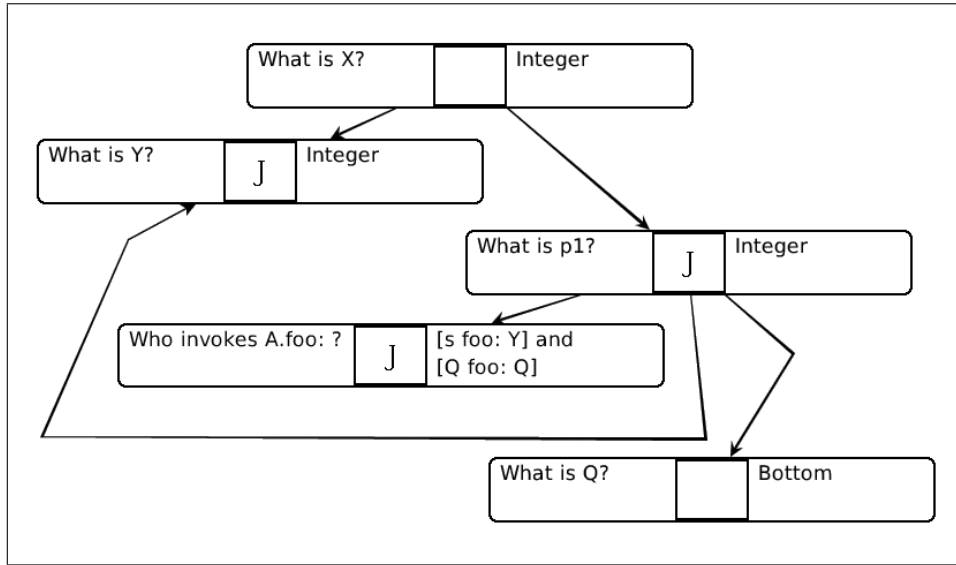 What is X? Integer
What is Y? J Integer
What is p1? J Integer
Who invokes A.foo: ? J [s foo: Y] and
[Q foo: Q]
What is Q? Bottom